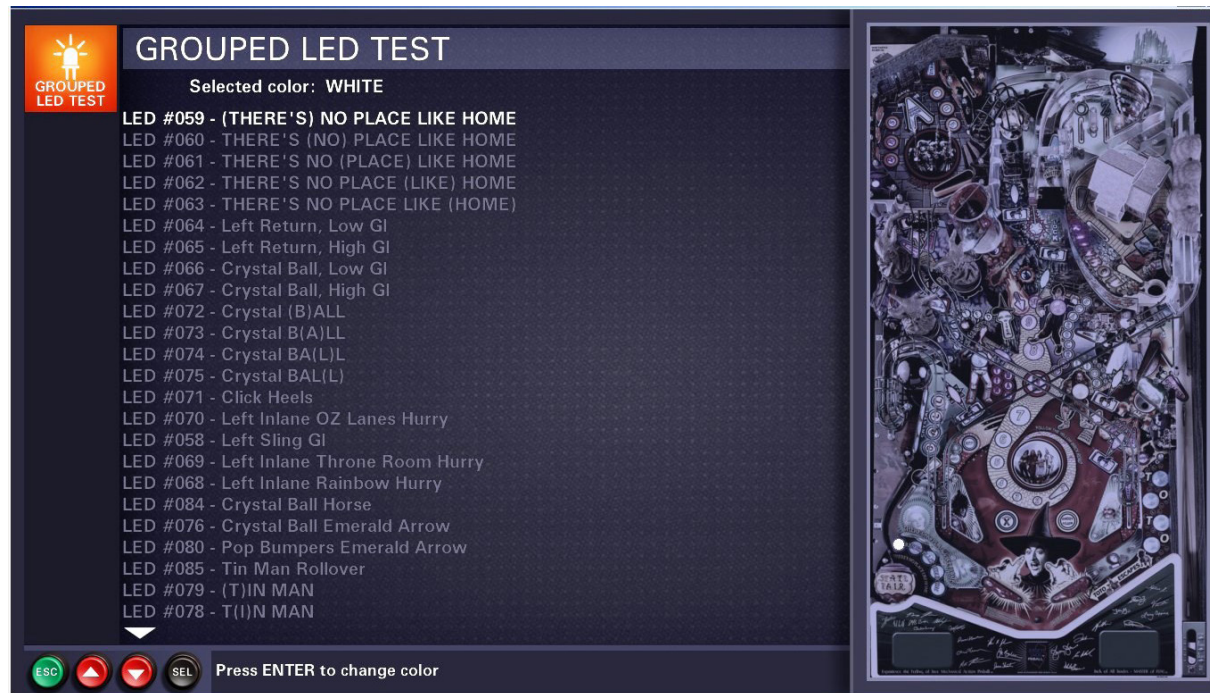 GROUPED LED TEST
GROUPED
LED TEST
Selected color: WHITE
LED #059 - (THERE'S) NO PLACE LIKE HOME
LED #060 - THERE'S (NO) PLACE LIKE HOME
LED #061 - THERE'S NO (PLACE) LIKE HOME
LED #062 - THERE'S NO PLACE (LIKE) HOME
LED #063 - THERE'S NO PLACE LIKE (HOME)
LED #064 - Left Return, Low GI
LED #065 - Left Return, High GI
LED #066 - Crystal Ball, Low GI
LED #067 - Crystal Ball, High GI
LED #072 - Crystal (B)ALL
LED #073 - Crystal B(A)LL
LED #074 - Crystal BA(L)L
LED #075 - Crystal BAL(L)
LED #071 - Click Heels
LED #070 - Left Inlane OZ Lanes Hurry
LED #058 - Left Sling GI
LED #069 - Left Inlane Throne Room Hurry
LED #068 - Left Inlane Rainbow Hurry
LED #084 - Crystal Ball Horse
LED #076 - Crystal Ball Emerald Arrow
LED #080 - Pop Bumpers Emerald Arrow
LED #085 - Tin Man Rollover
LED #079 - (T)IN MAN
LED #078 - T(I)N MAN
ESC
SEL
Press ENTER to change color
T
O
T
O